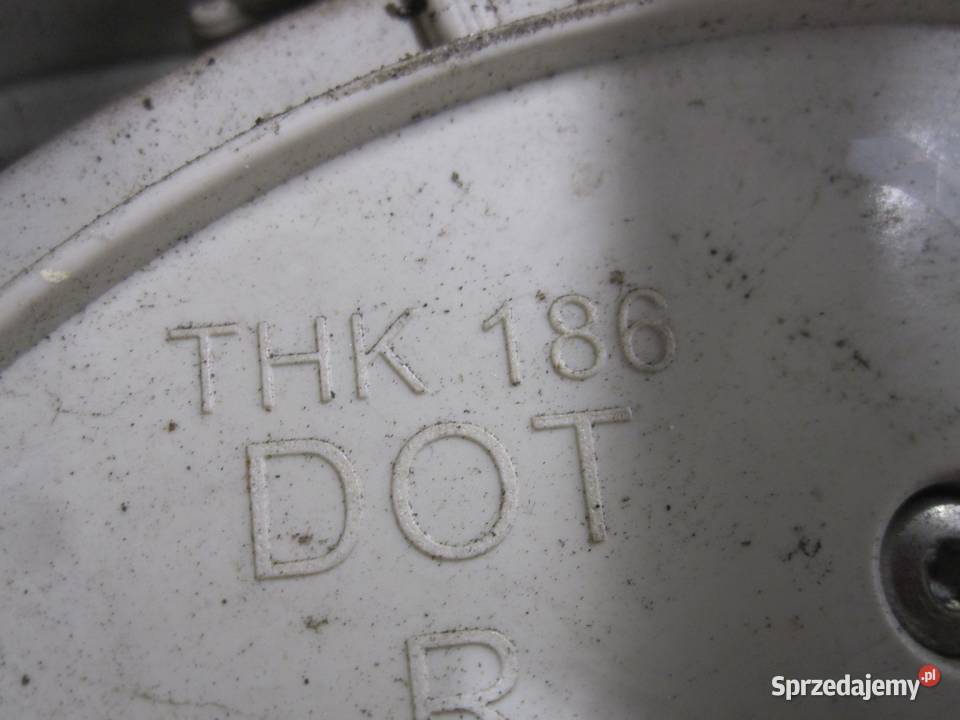 THK 186
DOT
R
Sprzedajemy.pl